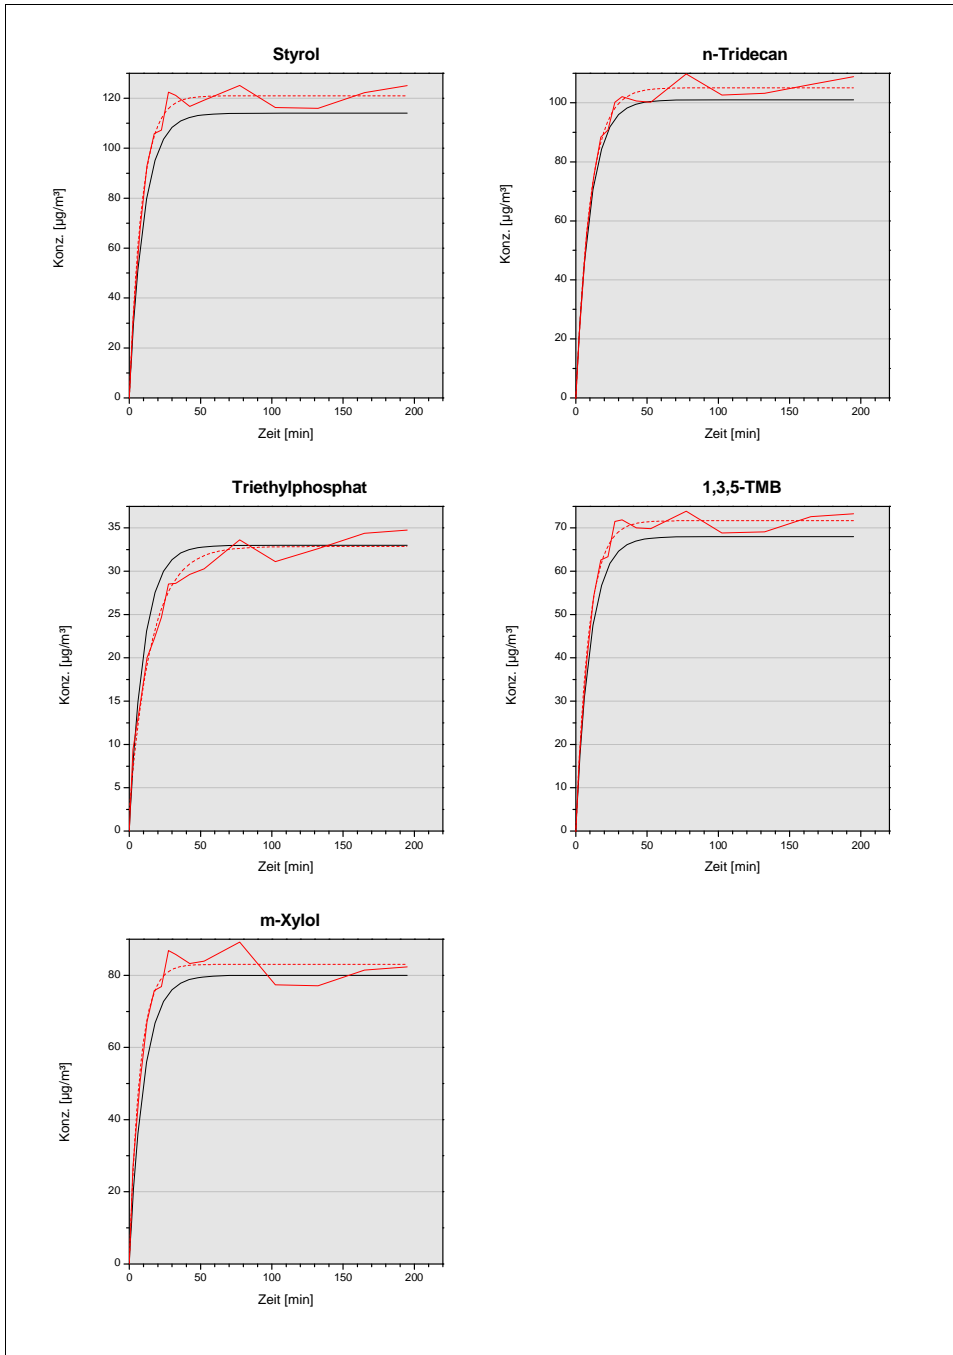 Styrol
Konz. [µg/m³]
120
100
80
60
40
20
0
0 50 100 150 200
Zeit [min]
n-Tridecan
Konz. [µg/m³]
100
80
60
40
20
0
0 50 100 150 200
Zeit [min]
Triethylphosphat
Konz. [µg/m³]
35
30
25
20
15
10
5
0
0 50 100 150 200
Zeit [min]
1,3,5-TMB
Konz. [µg/m³]
70
60
50
40
30
20
10
0
0 50 100 150 200
Zeit [min]
m-Xylol
Konz. [µg/m³]
80
60
40
20
0
0 50 100 150 200
Zeit [min]